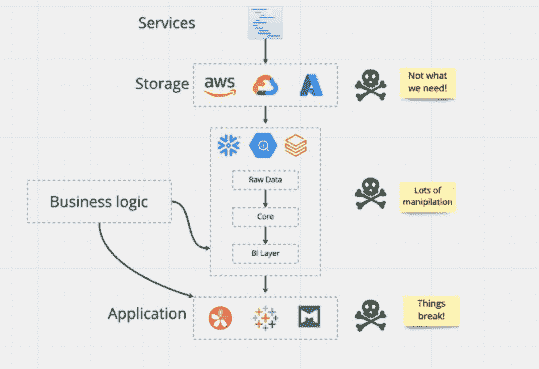 Services
Storage
aws
Not what
we need!
Raw Data
Core
BI Layer
Business logic
Lots of
manipilation
Application
Things
break!